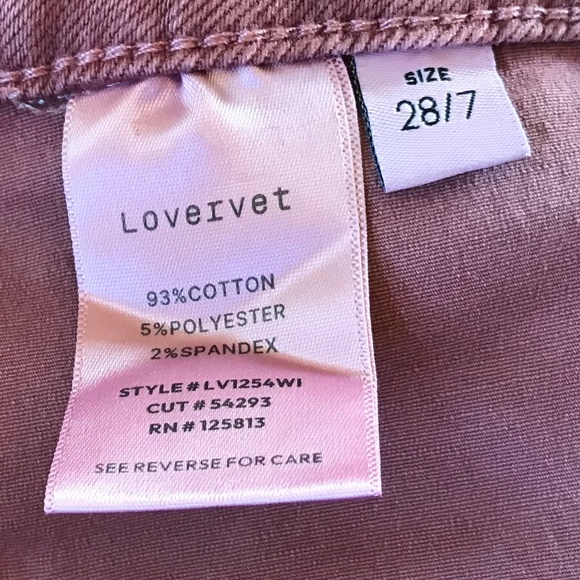 Lovervet
93%COTTON
5%POLYESTER
2%SPANDEX
STYLE# LV1254WI
CUT # 54293
RN # 125813
SEE REVERSE FOR CARE
SIZE
28/7